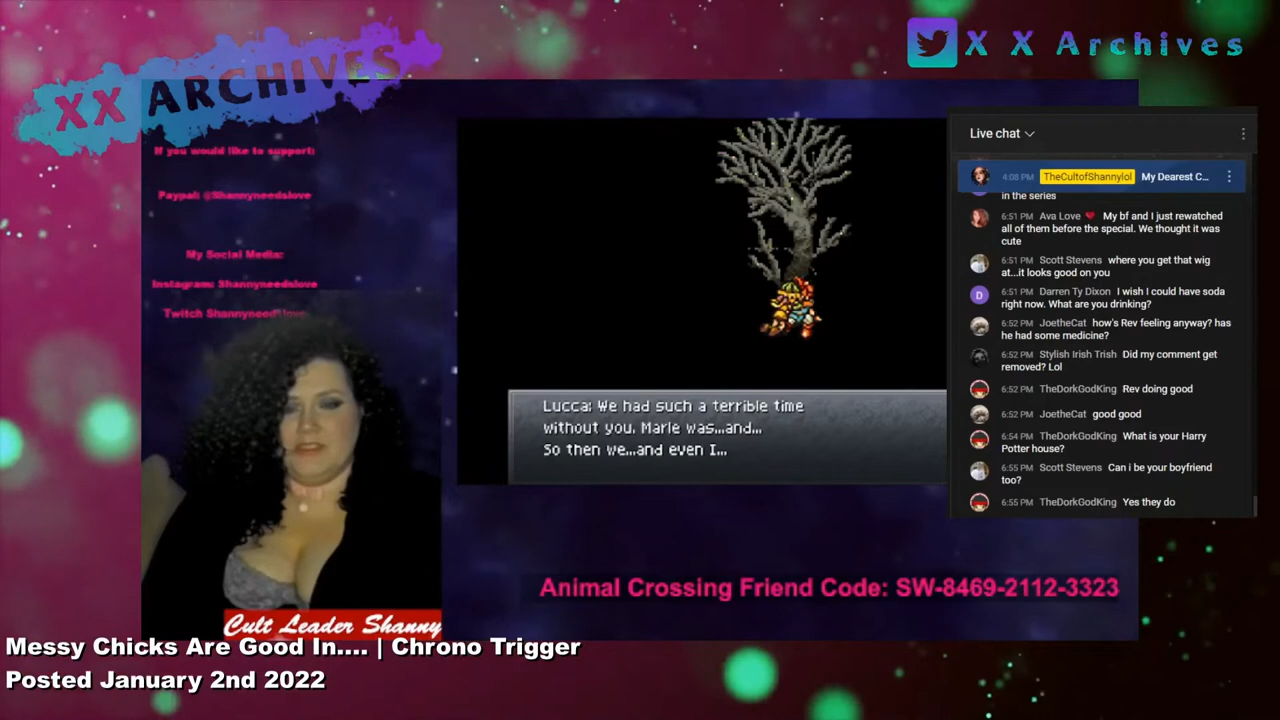 XX ARCHIVES
X X Archives
If you would like to support:
Paypal: @Shannyneedslove
My Social Media:
Instagram: Shannyneedslove
Twitch Shannyneedslove
Lucca: We had such a terrible time
without you. Marle was...and...
So then we...and even I...
Live chat
4:08 PM TheCultofShannylol My Dearest C...
in the series
6:51 PM Ava Love My bf and I just rewatched
all of them before the special. We thought it was
cute
6:51 PM Scott Stevens where you get that wig
at...it looks good on you
6:51 PM Darren Ty Dixon I wish I could have soda
right now. What are you drinking?
6:52 PM JoetheCat how's Rev feeling anyway? has
he had some medicine?
6:52 PM Stylish Irish Trish Did my comment get
removed? Lol
6:52 PM TheDorkGodKing Rev doing good
6:52 PM JoetheCat good good
6:54 PM TheDorkGodKing What is your Harry
Potter house?
6:55 PM Scott Stevens Can i be your boyfriend
too?
6:55 PM TheDorkGodKing Yes they do
D
Animal Crossing Friend Code: SW-8469-2112-3323
Cult Leader Shanny
Messy Chicks Are Good In.... | Chrono Trigger
Posted January 2nd 2022